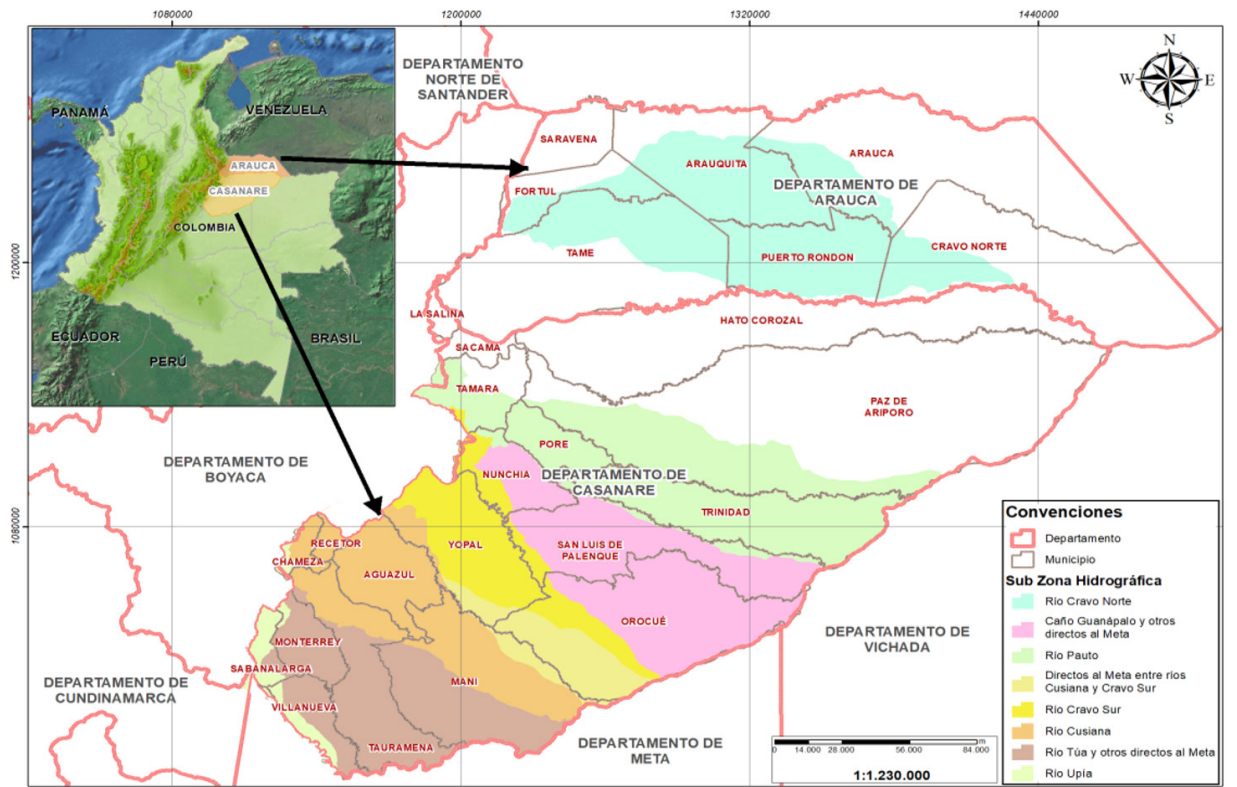 1080000
1200000
1320000
1440000
DEPARTAMENTO
NORTE DE
SANTANDER
N
W
E
S
PANAMÁ
VENEZUELA
ARAUCA
CASANARE
COLOMBIA
ECUADOR
PERÚ
BRASIL
SARAVENA
ARAUQUITA
ARAUCA
FORTUL
DEPARTAMENTO DE
ARAUCA
TAME
PUERTO RONDON
CRAVO NORTE
1200000
LA SALINA
HATO COROZAL
SACAMA
TAMARA
PAZ DE
ARIPORO
PORE
DEPARTAMENTO DE
BOYACA
NUNCHIA
DEPARTAMENTO DE
CASANARE
TRINIDAD
1080000
RECETOR
YOPAL
SAN LUIS DE
PALENQUE
CHAMEZA
AGUAZUL
OROCUÉ
DEPARTAMENTO DE
VICHADA
MONTERREY
SABANALARGA
DEPARTAMENTO DE
CUNDINAMARCA
MANI
VILLANUEVA
TAURAMENA
DEPARTAMENTO DE
META
Convenciones
Departamento
Municipio
Sub Zona Hidrográfica
Río Cravo Norte
Caño Guanápalo y otros
directos al Meta
Río Pauto
Directos al Meta entre ríos
Cusiana y Cravo Sur
Río Cravo Sur
Río Cusiana
Río Túa y otros directos al Meta
Río Upía
m
0 14.000 28.000 56.000 84.000
1:1.230.000